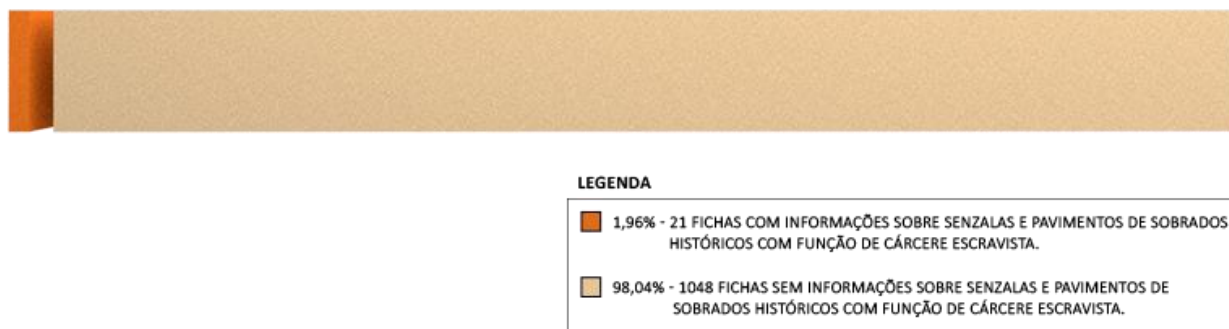 LEGENDA
1,96% - 21 FICHAS COM INFORMAÇÕES SOBRE SENZALAS E PAVIMENTOS DE SOBRADOS
HISTÓRICOS COM FUNÇÃO DE CÁRCERE ESCRAVISTA.
98,04% - 1048 FICHAS SEM INFORMAÇÕES SOBRE SENZALAS E PAVIMENTOS DE
SOBRADOS HISTÓRICOS COM FUNÇÃO DE CÁRCERE ESCRAVISTA.